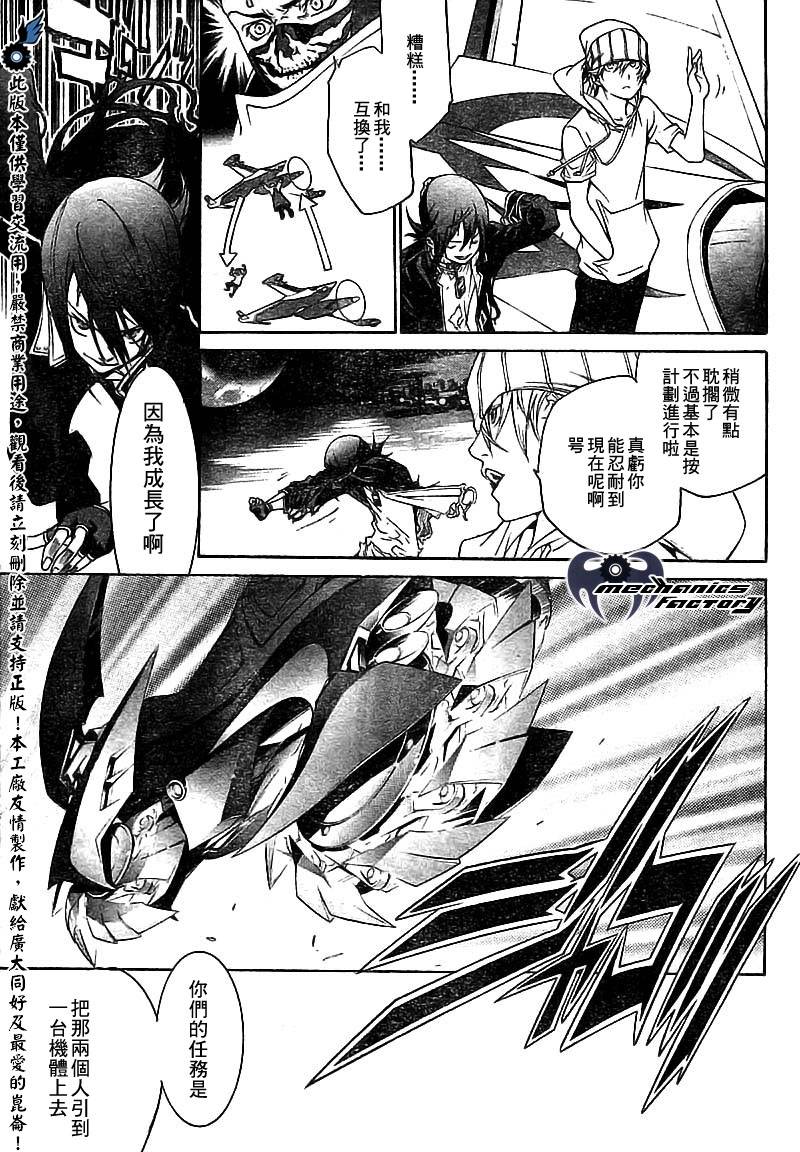 糟糕……
和我……
互換了……
稍微有點
耽擱了
不過基本是按
計劃進行啦
真虧你
能忍耐到
現在呢啊
咢
因為我成長了啊
mechanics
Factory
你們的任務是
把那兩個人引到
一台機體上去
此版本僅供學習交流用，嚴禁商業用途，觀看後請立刻刪除並請支持正版！本工廠友情製作，獻給廣大同好及最愛的崑崙！